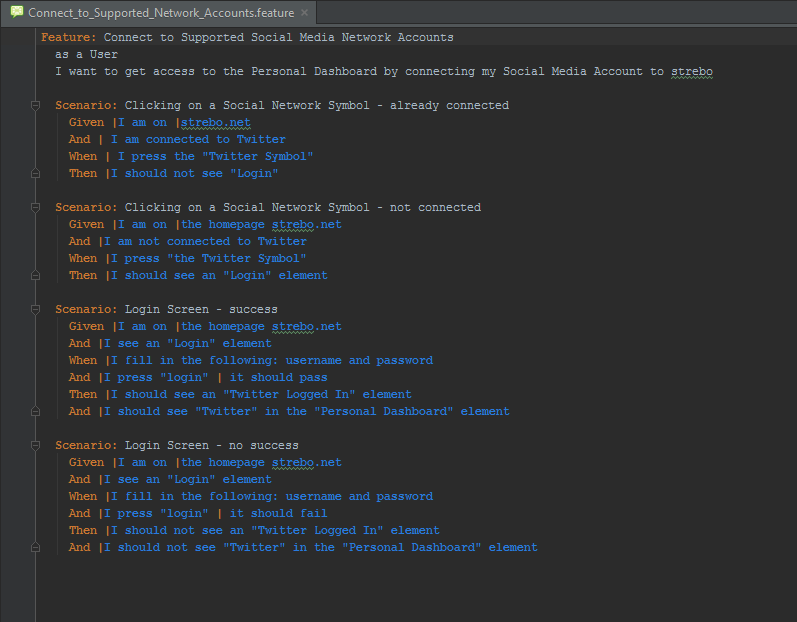 Connect_to_Supported_Network_Accounts.feature
Feature: Connect to Supported Social Media Network Accounts
as a User
I want to get access to the Personal Dashboard by connecting my Social Media Account to strebo
Scenario: Clicking on a Social Network Symbol - already connected
Given |I am on |strebo.net
And | I am connected to Twitter
When | I press the "Twitter Symbol"
Then |I should not see "Login"
Scenario: Clicking on a Social Network Symbol - not connected
Given |I am on |the homepage strebo.net
And |I am not connected to Twitter
When |I press "the Twitter Symbol"
Then |I should see an "Login" element
Scenario: Login Screen - success
Given |I am on |the homepage strebo.net
And |I see an "Login" element
When |I fill in the following: username and password
And |I press "login" | it should pass
Then |I should see an "Twitter Logged In" element
And |I should see "Twitter" in the "Personal Dashboard" element
Scenario: Login Screen - no success
Given |I am on |the homepage strebo.net
And |I see an "Login" element
When |I fill in the following: username and password
And |I press "login" | it should fail
Then |I should not see an "Twitter Logged In" element
And |I should not see "Twitter" in the "Personal Dashboard" element